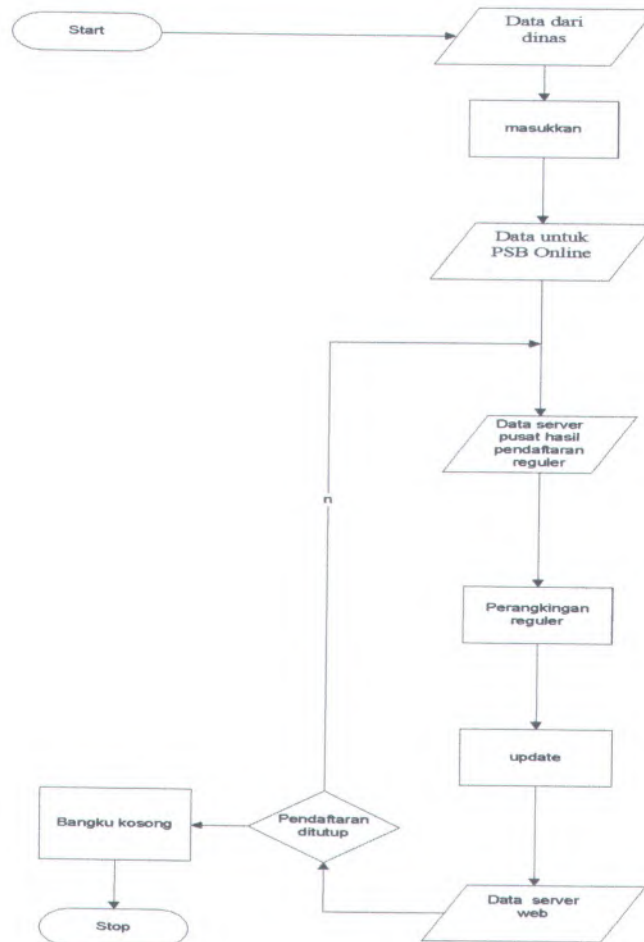 Start
Data dari
dinas
masukkan
Data untuk
PSB Online
Data server
pusat hasil
pendaftaran
reguler
n
Perangkingan
reguler
update
Bangku kosong
Pendaftaran
ditutup
Stop
Data server
web